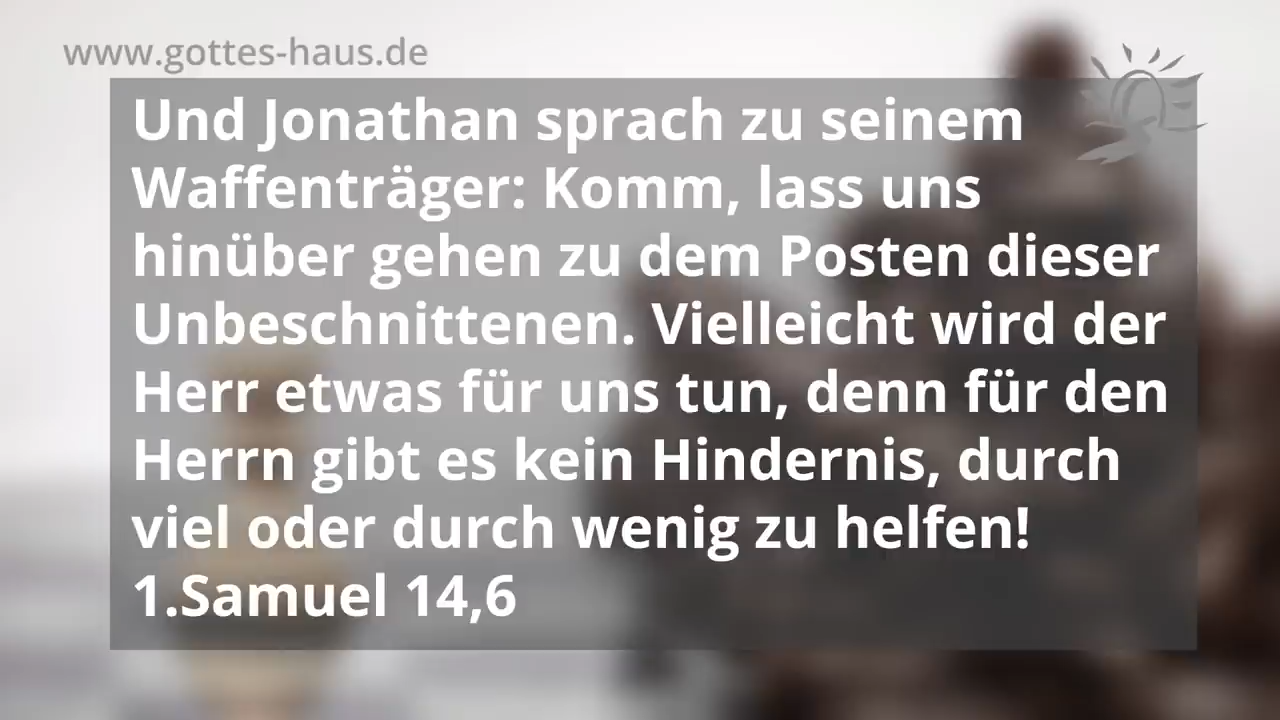 www.gottes-haus.de
Und Jonathan sprach zu seinem
Waffenträger: Komm, lass uns
hinüber gehen zu dem Posten dieser
Unbeschnittenen. Vielleicht wird der
Herr etwas für uns tun, denn für den
Herrn gibt es kein Hindernis, durch
viel oder durch wenig zu helfen!
1.Samuel 14,6